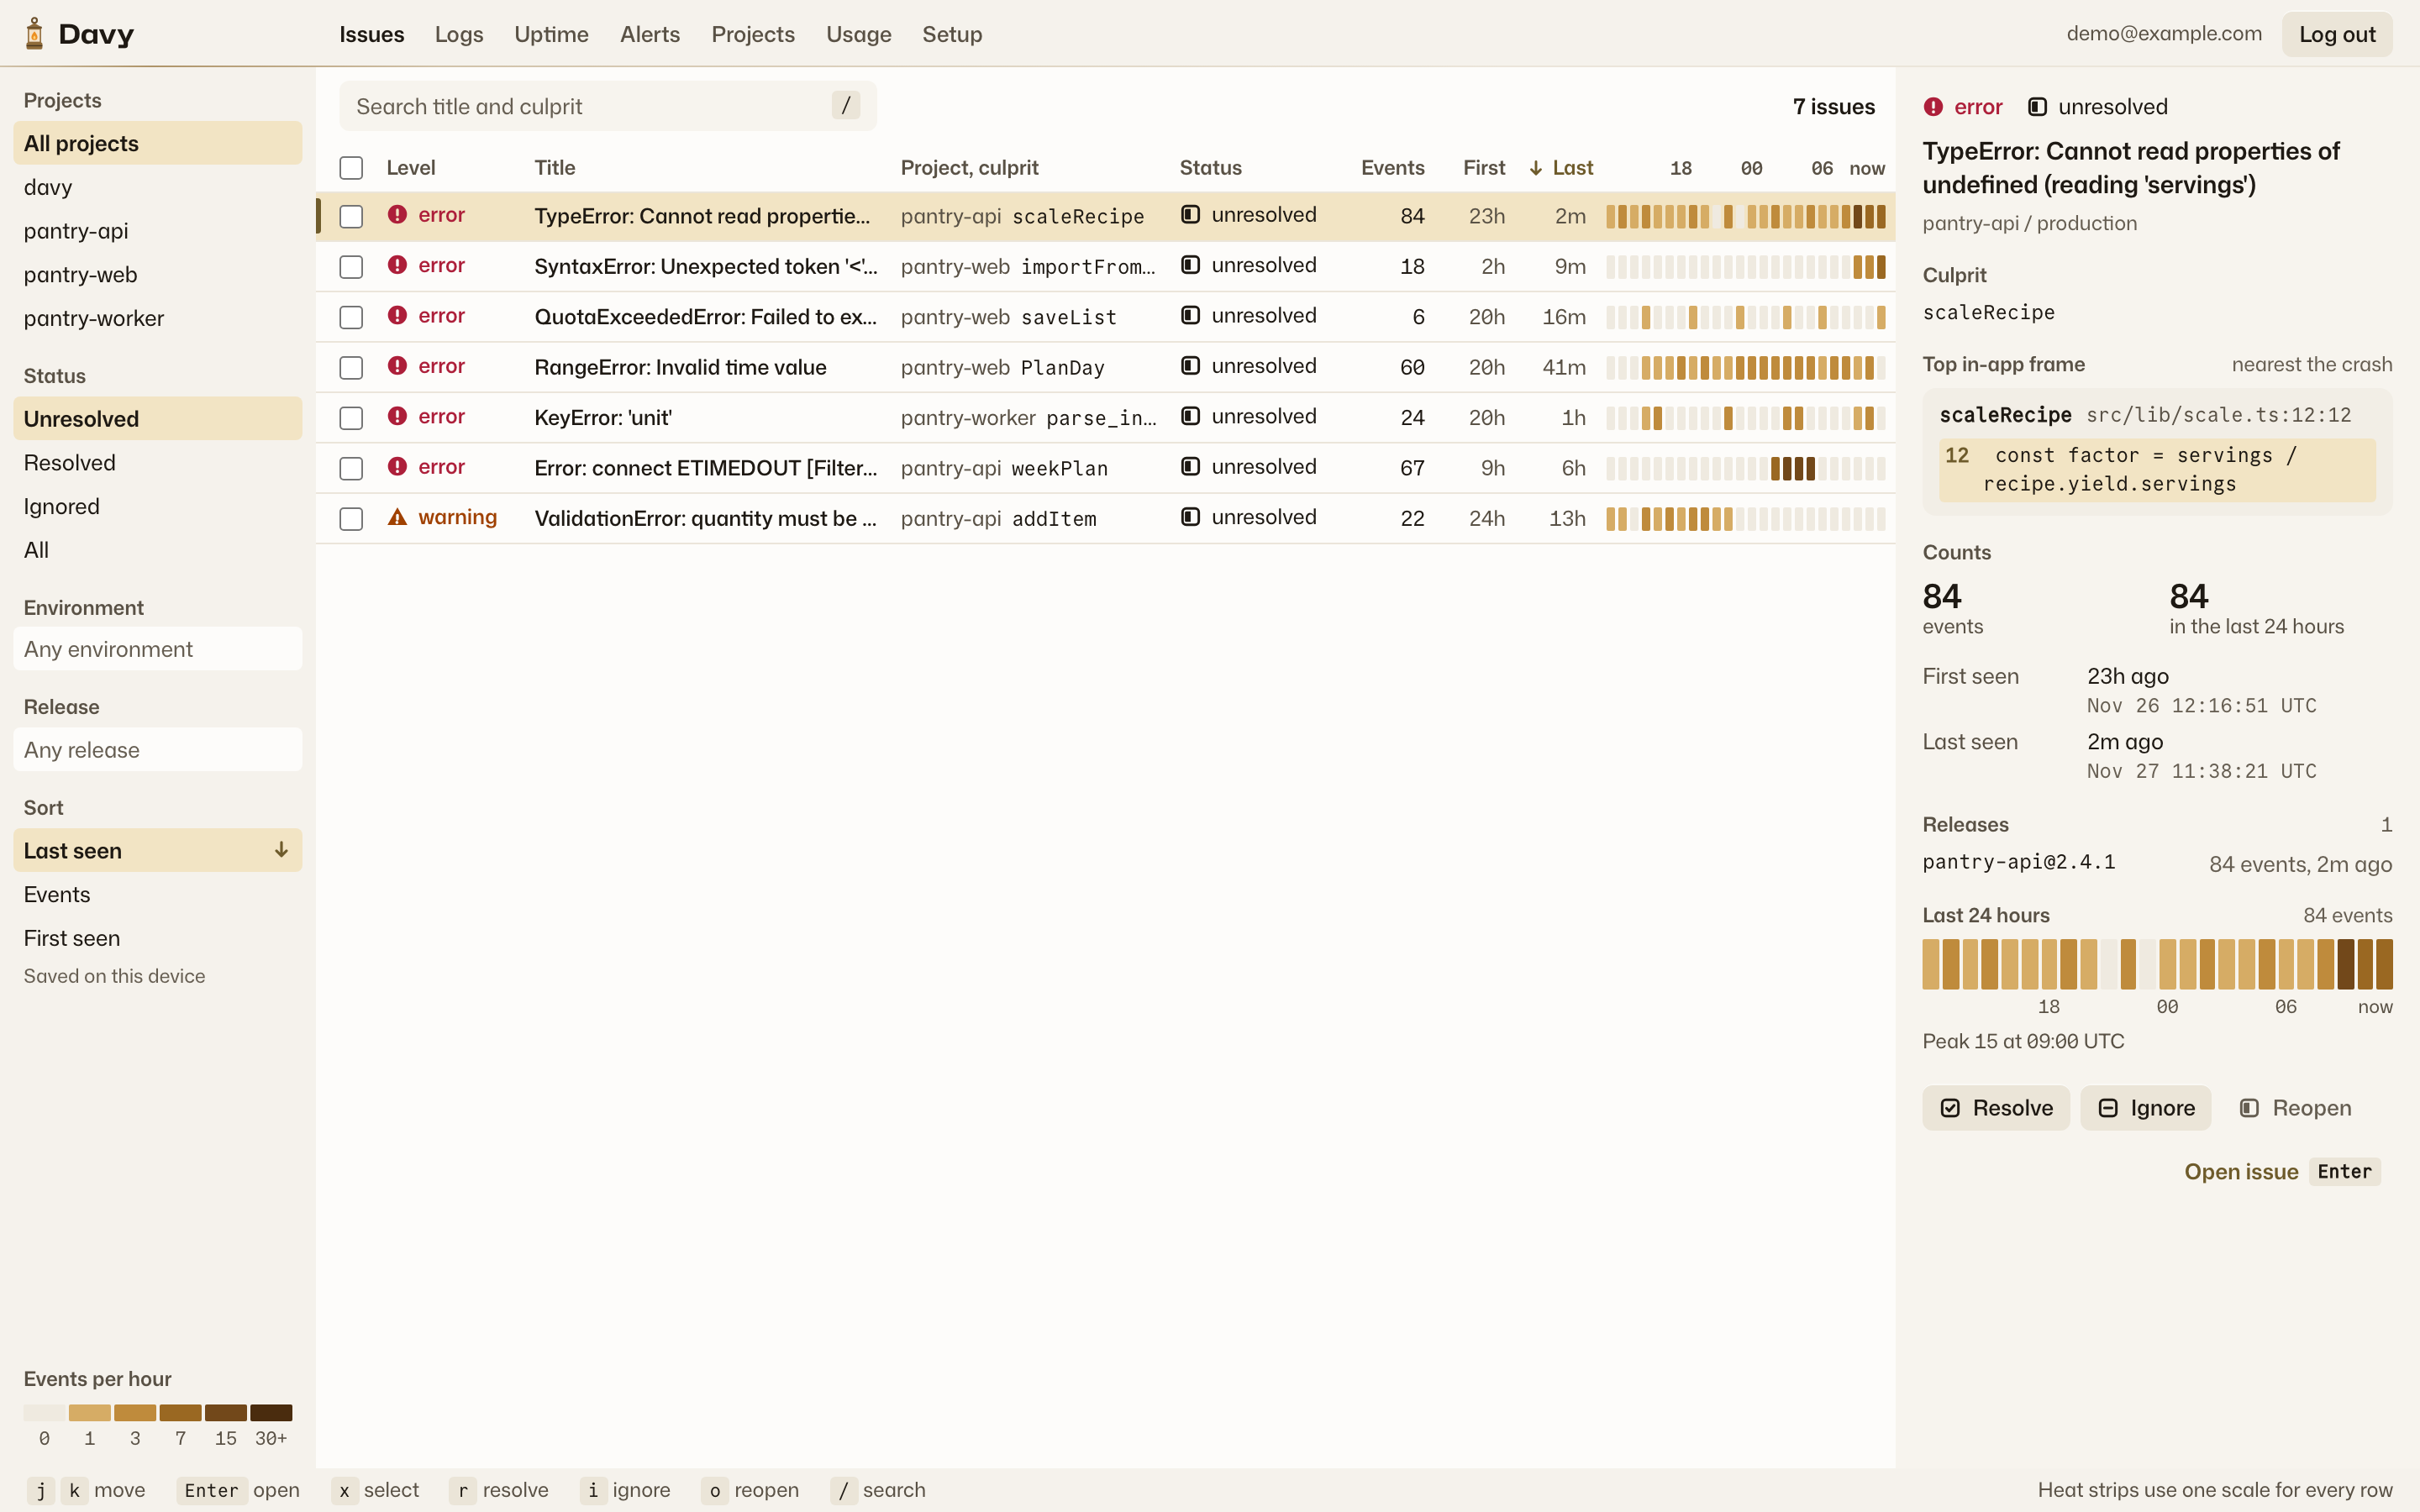 Davy
Issues Logs Uptime Alerts Projects Usage Setup
demo@example.com Log out
Projects
All projects
davy
pantry-api
pantry-web
pantry-worker
Status
Unresolved
Resolved
Ignored
All
Environment
Any environment
Release
Any release
Sort
Last seen ↓
Events
First seen
Saved on this device
Events per hour
0 1 3 7 15 30+
Search title and culprit /
7 issues
Level Title Project, culprit Status Events First ↓ Last 18 00 06 now
error TypeError: Cannot read propertie... pantry-api scaleRecipe unresolved 84 23h 2m
error SyntaxError: Unexpected token '<'... pantry-web importFrom... unresolved 18 2h 9m
error QuotaExceededError: Failed to ex... pantry-web saveList unresolved 6 20h 16m
error RangeError: Invalid time value pantry-web PlanDay unresolved 60 20h 41m
error KeyError: 'unit' pantry-worker parse_in... unresolved 24 20h 1h
error Error: connect ETIMEDOUT [Filter... pantry-api weekPlan unresolved 67 9h 6h
warning ValidationError: quantity must be ... pantry-api addItem unresolved 22 24h 13h
error unresolved
TypeError: Cannot read properties of
undefined (reading 'servings')
pantry-api / production
Culprit
scaleRecipe
Top in-app frame nearest the crash
scaleRecipe src/lib/scale.ts:12:12
12 const factor = servings /
recipe.yield.servings
Counts
84 84
events in the last 24 hours
First seen 23h ago
Nov 26 12:16:51 UTC
Last seen 2m ago
Nov 27 11:38:21 UTC
Releases 1
pantry-api@2.4.1 84 events, 2m ago
Last 24 hours 84 events
18 00 06 now
Peak 15 at 09:00 UTC
Resolve Ignore Reopen
Open issue Enter
j k move Enter open x select r resolve i ignore o reopen / search
Heat strips use one scale for every row